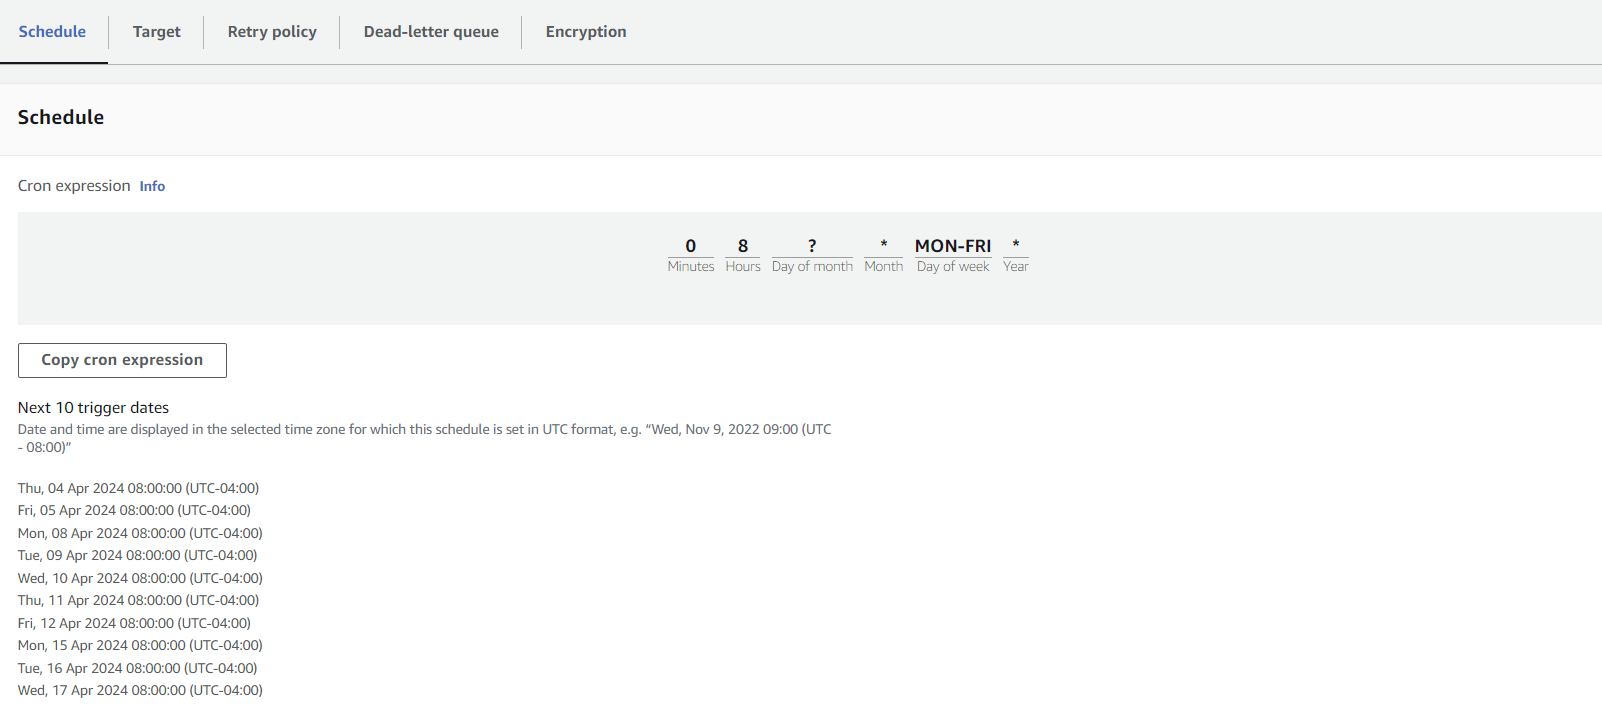 Schedule Target Retry policy Dead-letter queue Encryption
Schedule
Cron expression Info
0 8 ? * MON-FRI *
Minutes Hours Day of month Month Day of week Year
Copy cron expression
Next 10 trigger dates
Date and time are displayed in the selected time zone for which this schedule is set in UTC format, e.g. “Wed, Nov 9, 2022 09:00 (UTC
- 08:00)”
Thu, 04 Apr 2024 08:00:00 (UTC-04:00)
Fri, 05 Apr 2024 08:00:00 (UTC-04:00)
Mon, 08 Apr 2024 08:00:00 (UTC-04:00)
Tue, 09 Apr 2024 08:00:00 (UTC-04:00)
Wed, 10 Apr 2024 08:00:00 (UTC-04:00)
Thu, 11 Apr 2024 08:00:00 (UTC-04:00)
Fri, 12 Apr 2024 08:00:00 (UTC-04:00)
Mon, 15 Apr 2024 08:00:00 (UTC-04:00)
Tue, 16 Apr 2024 08:00:00 (UTC-04:00)
Wed, 17 Apr 2024 08:00:00 (UTC-04:00)